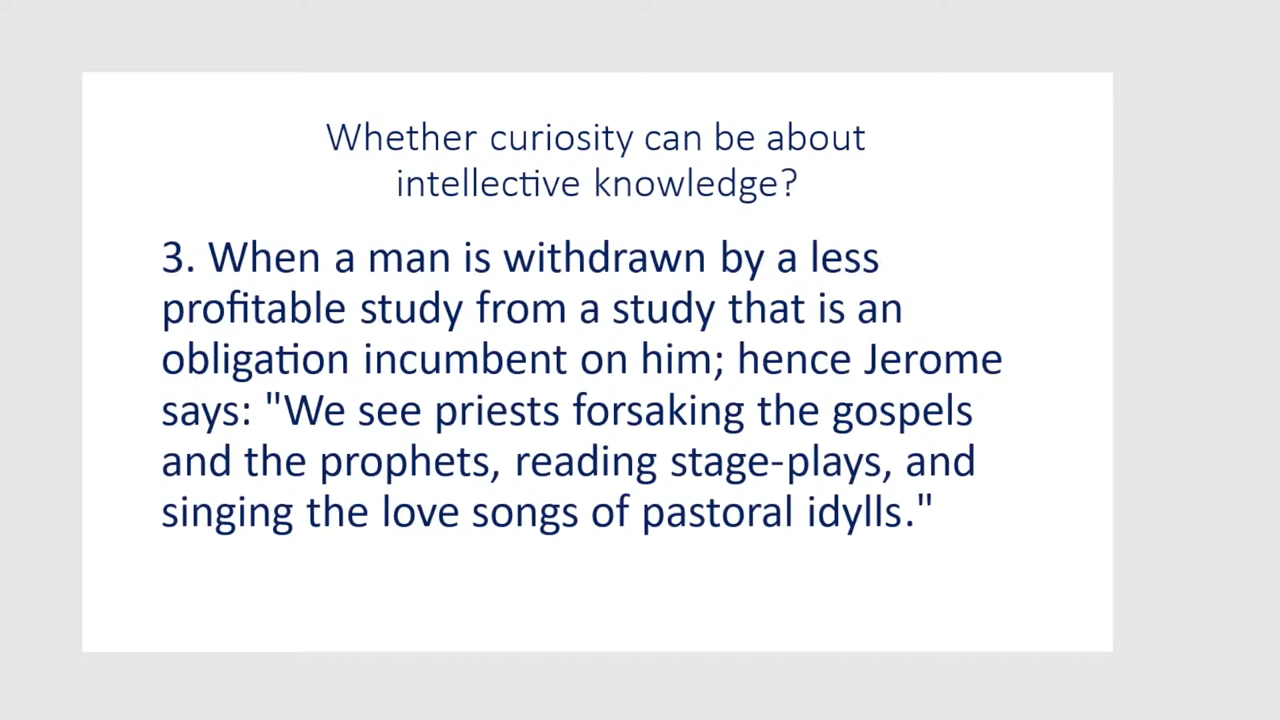 Whether curiosity can be about
intellective knowledge?
3. When a man is withdrawn by a less
profitable study from a study that is an
obligation incumbent on him; hence Jerome
says: "We see priests forsaking the gospels
and the prophets, reading stage-plays, and
singing the love songs of pastoral idylls."